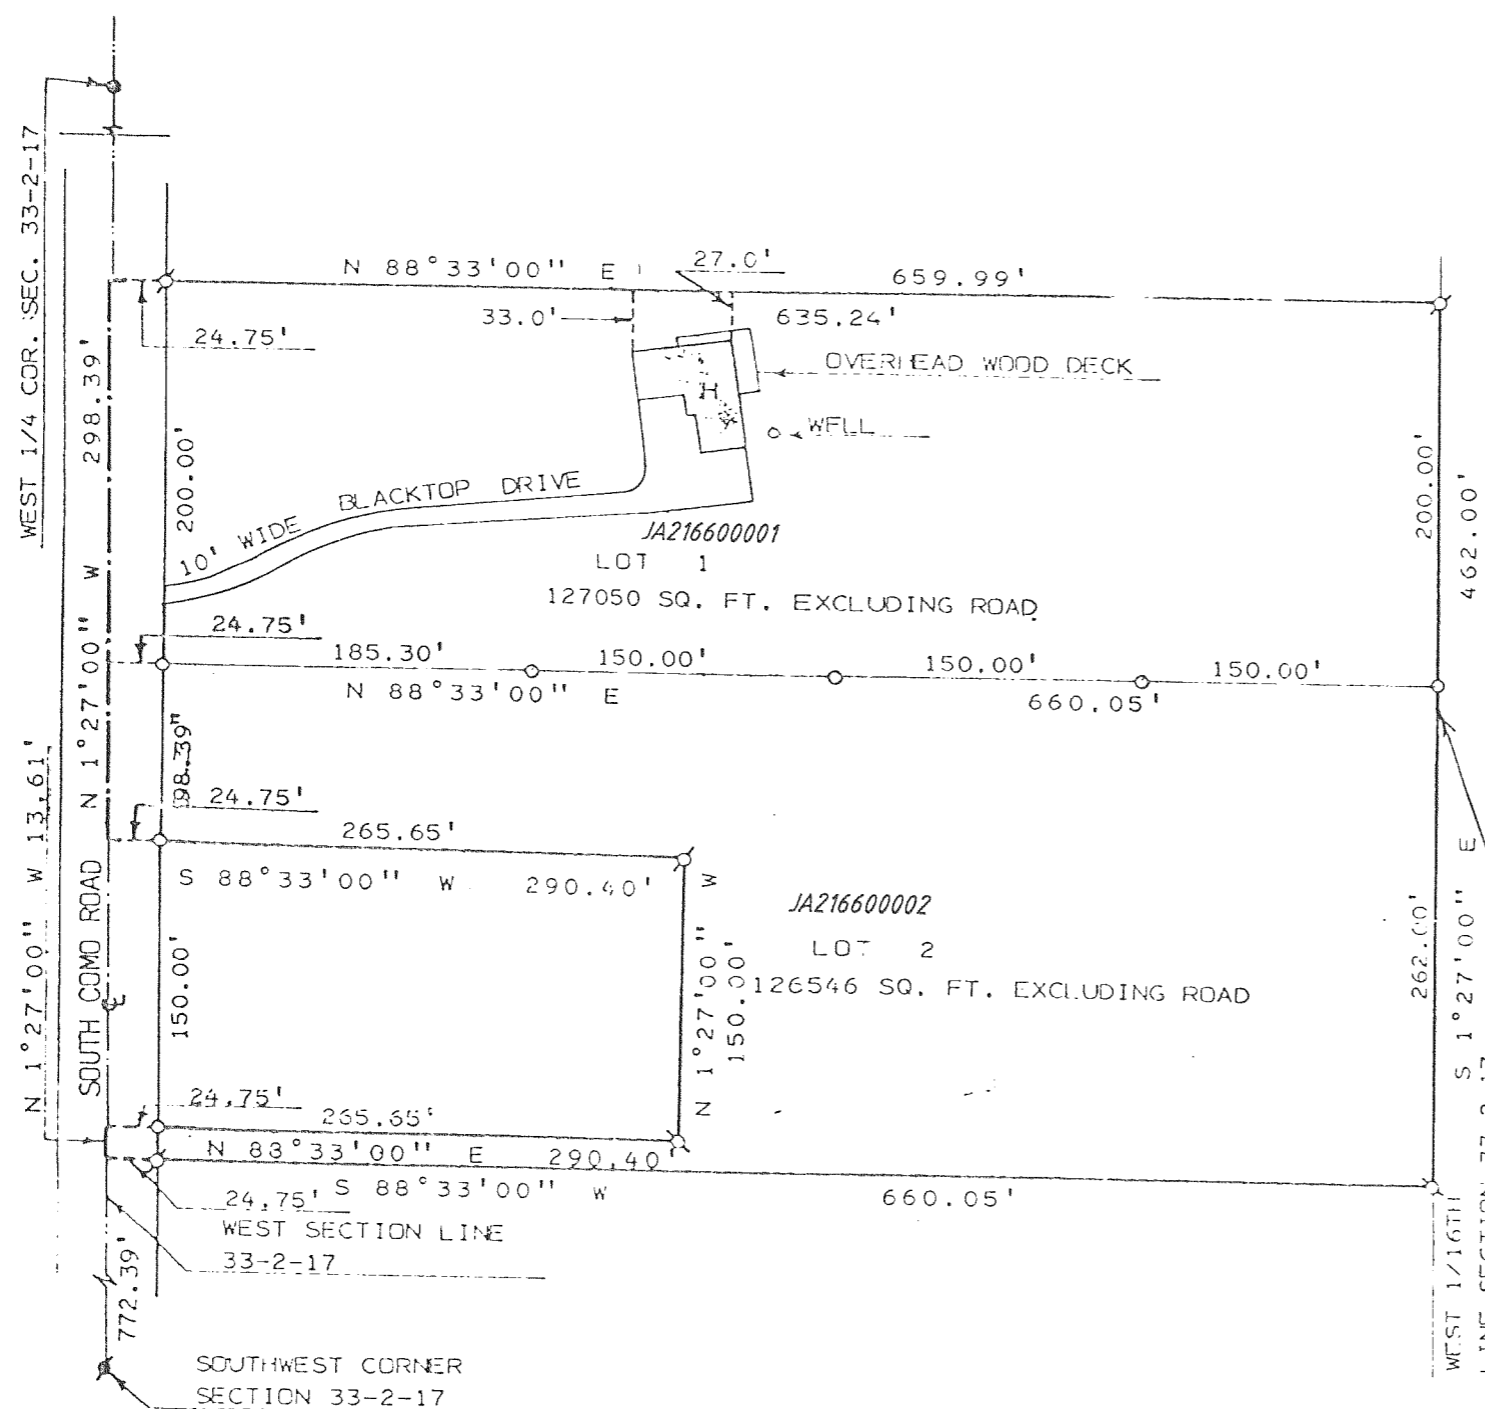 WEST 1/4 COR. SEC. 33-2-17
N 88°33'00" E
27.0'
659.99'
33.0'
635.24'
24.75'
OVERHEAD WOOD DECK
298.39'
H
WELL
200.00'
200.00'
462.00'
BLACKTOP DRIVE
10' WIDE
JA216600001
LOT 1
127050 SQ. FT. EXCLUDING ROAD
N 1°27'00" W
24.75'
185.30'
150.00'
150.00'
150.00'
N 88°33'00" E
660.05'
98.39"
24.75'
265.65'
S 88°33'00" W
290.40'
N 1°27'00" W 13.61'
SOUTH COMO ROAD
150.00'
N 1°27'00" W
150.00'
JA216600002
LOT 2
126546 SQ. FT. EXCLUDING ROAD
262.00'
S 1°27'00" E
24.75'
265.65'
N 88°33'00" E
290.40'
24.75'
S 88°33'00" W
660.05'
WEST SECTION LINE
33-2-17
772.39'
WEST 1/16TH
LINE SECTION
SOUTHWEST CORNER
SECTION 33-2-17